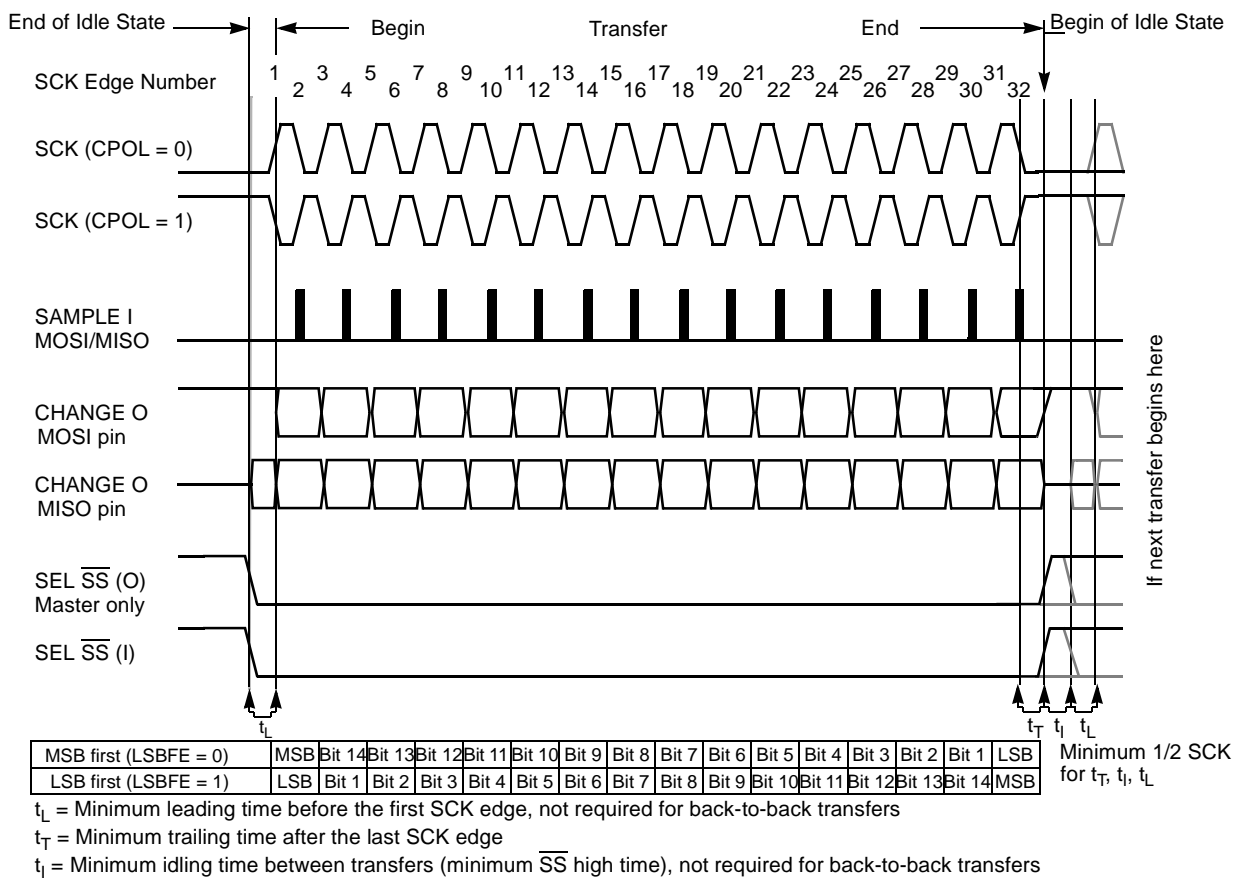 End of Idle State
Begin
Transfer
End
Begin of Idle State
SCK Edge Number
1 3 5 7 9 11 13 15 17 19 21 23 25 27 29 31
2 4 6 8 10 12 14 16 18 20 22 24 26 28 30 32
SCK (CPOL = 0)
SCK (CPOL = 1)
SAMPLE I
MOSI/MISO
CHANGE O
MOSI pin
CHANGE O
MISO pin
SEL S̅S̅ (O)
Master only
SEL S̅S̅ (I)
If next transfer begins here
tL
tT tI tL
MSB first (LSBFE = 0) MSB Bit 14 Bit 13 Bit 12 Bit 11 Bit 10 Bit 9 Bit 8 Bit 7 Bit 6 Bit 5 Bit 4 Bit 3 Bit 2 Bit 1 LSB
LSB first (LSBFE = 1) LSB Bit 1 Bit 2 Bit 3 Bit 4 Bit 5 Bit 6 Bit 7 Bit 8 Bit 9 Bit 10 Bit 11 Bit 12 Bit 13 Bit 14 MSB
Minimum 1/2 SCK
for tT, tI, tL
tL = Minimum leading time before the first SCK edge, not required for back-to-back transfers
tT = Minimum trailing time after the last SCK edge
tI = Minimum idling time between transfers (minimum S̅S̅ high time), not required for back-to-back transfers